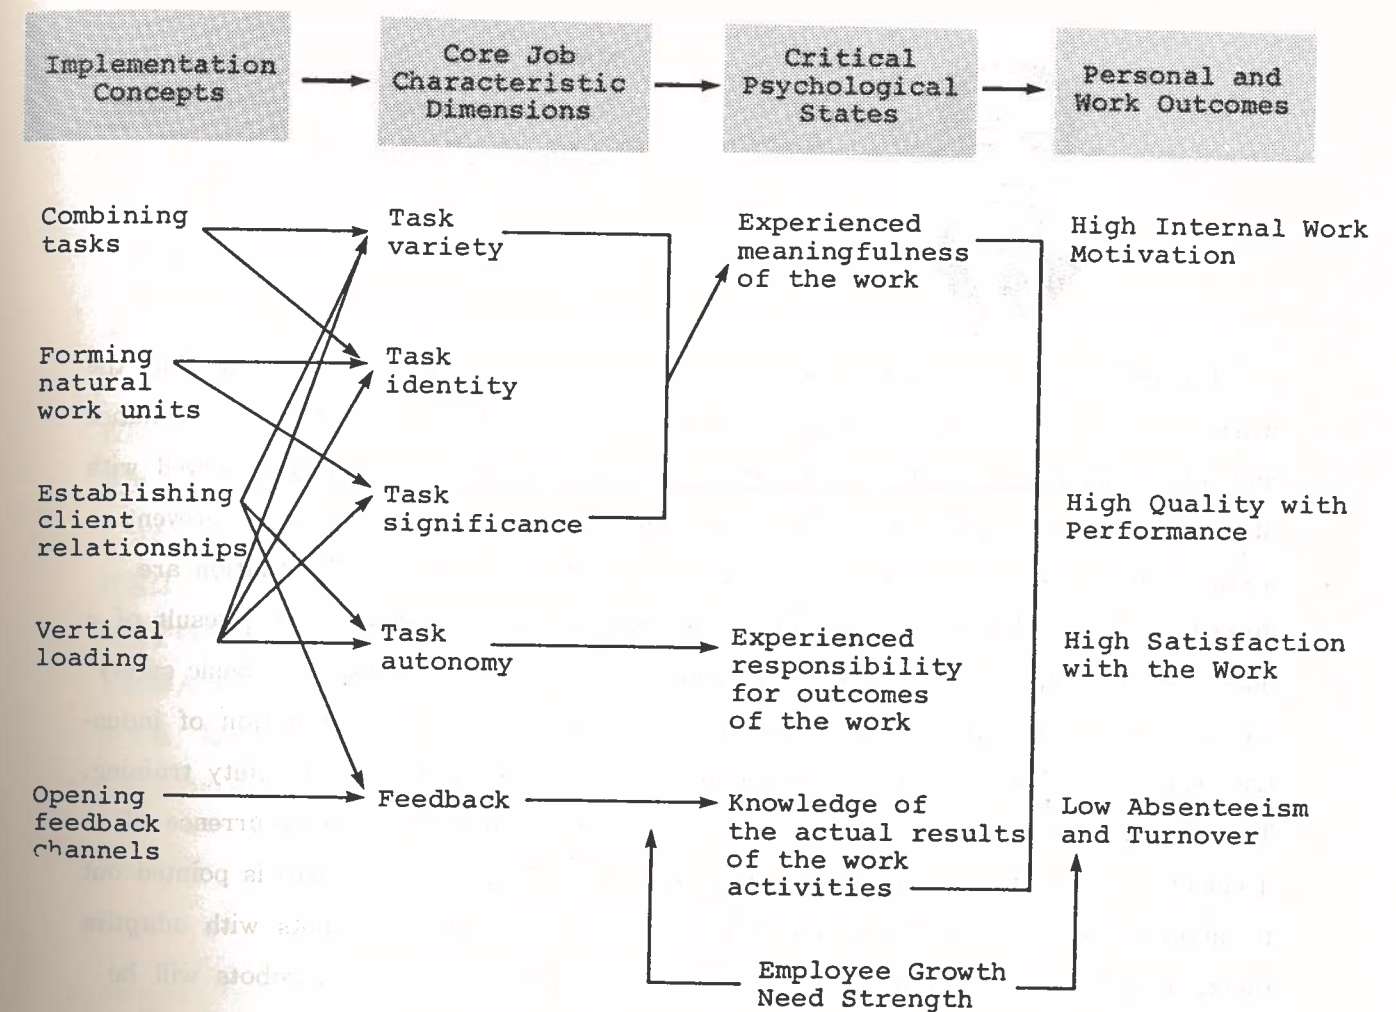 Implementation
Concepts
Core Job
Characteristic
Dimensions
Critical
Psychological
States
Personal and
Work Outcomes
Combining
tasks
Forming
natural
work units
Establishing
client
relationships
Vertical
loading
Opening
feedback
channels
Task
variety
Task
identity
Task
significance
Task
autonomy
Feedback
Experienced
meaningfulness
of the work
Experienced
responsibility
for outcomes
of the work
Knowledge of
the actual results
of the work
activities
High Internal Work
Motivation
High Quality with
Performance
High Satisfaction
with the Work
Low Absenteeism
and Turnover
Employee Growth
Need Strength